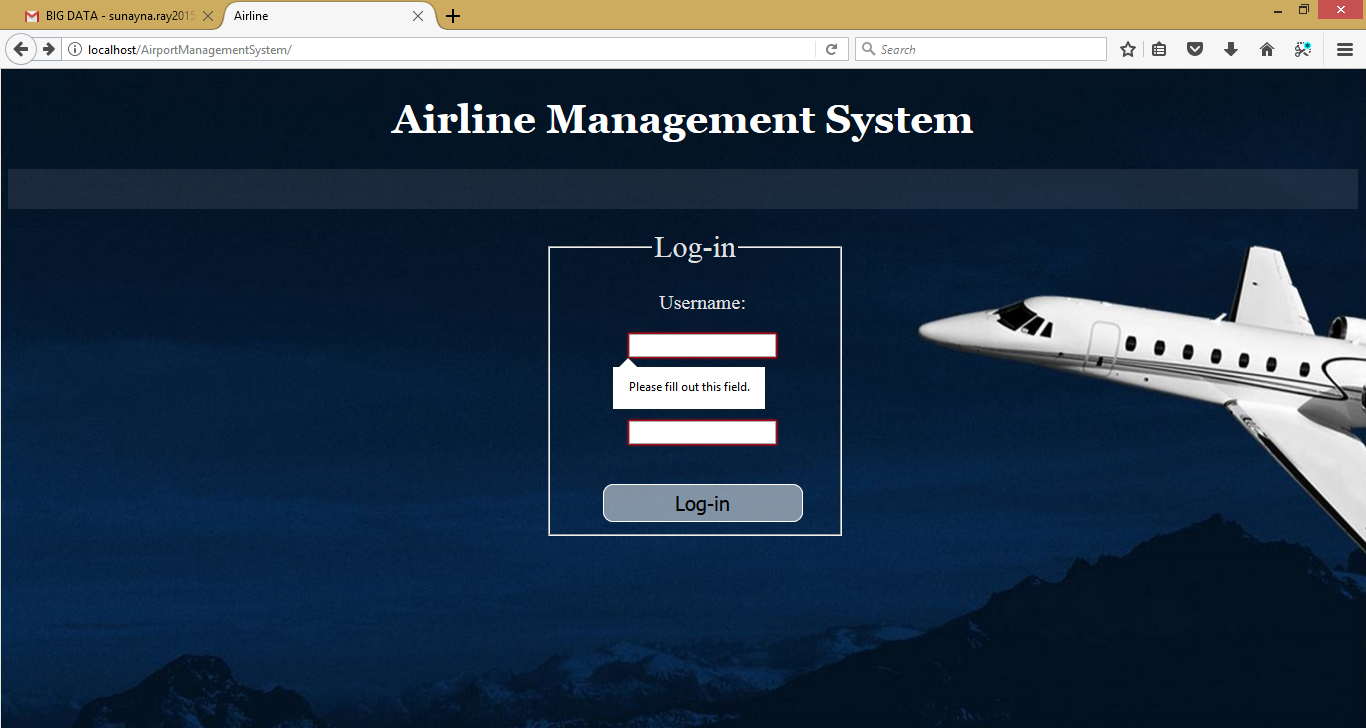 BIG DATA - sunayna.ray2015
Airline
localhost/AirportManagementSystem/
Search
Airline Management System
Log-in
Username:
Please fill out this field.
Log-in